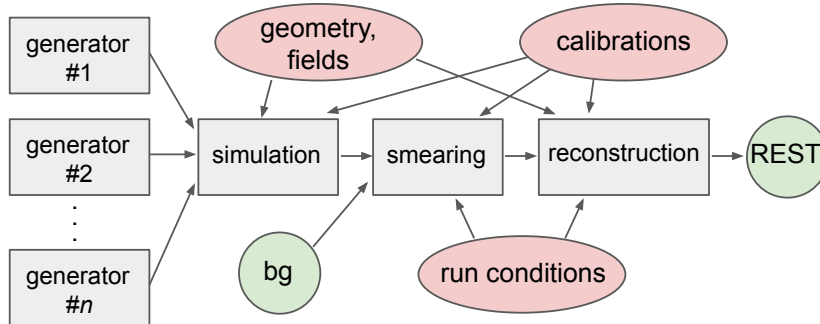 generator
#1
geometry,
fields
calibrations
generator
#2
simulation
smearing
reconstruction
REST
.
.
.
generator
#n
bg
run conditions